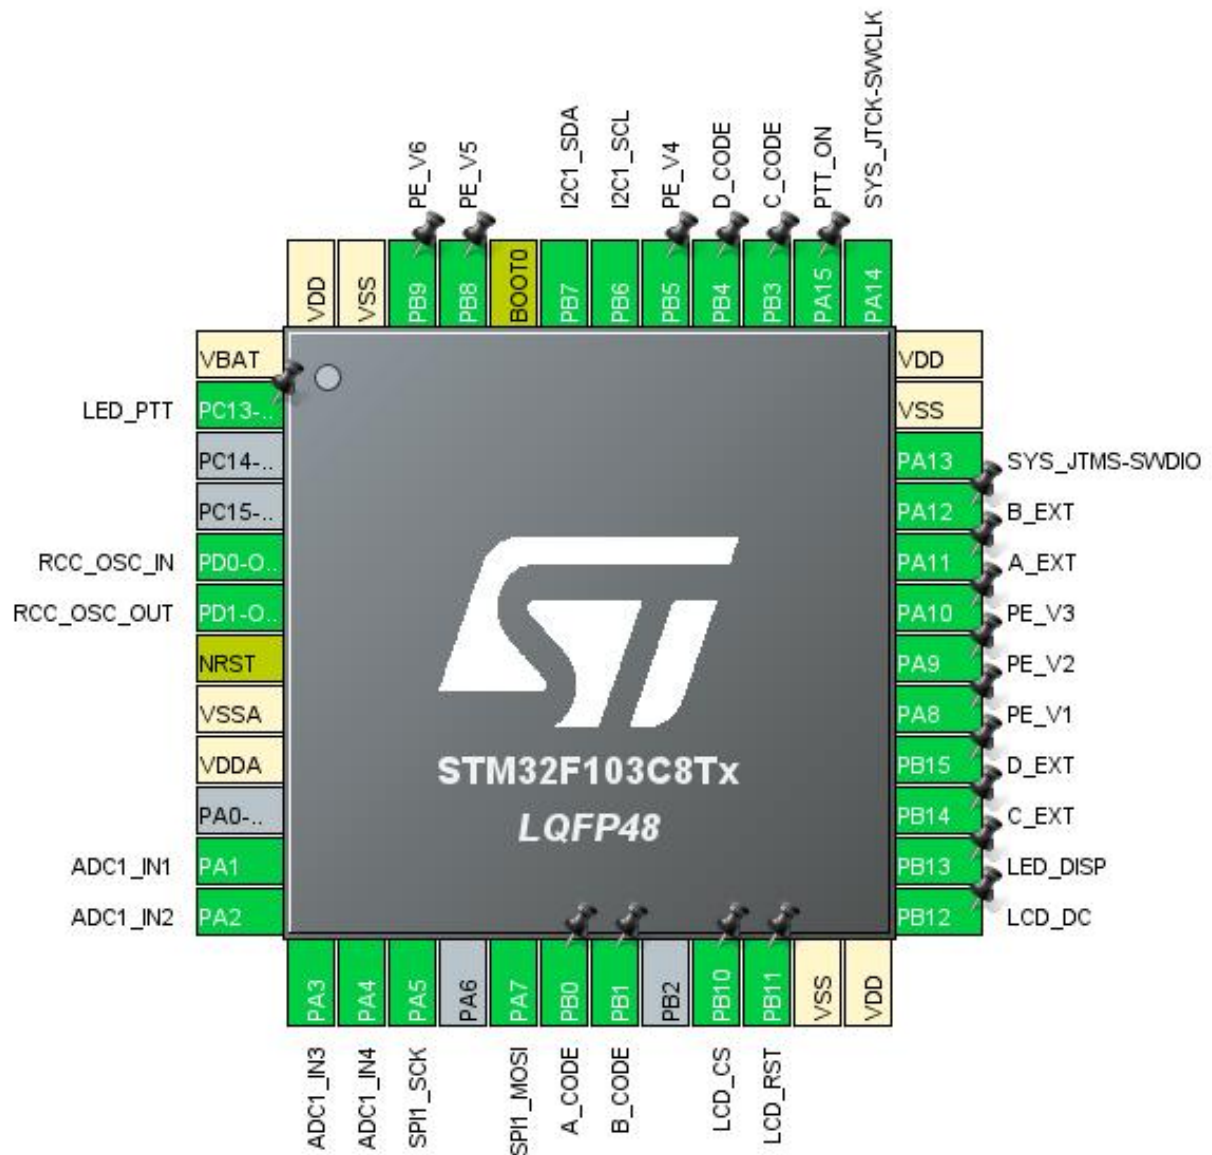 PE_V6
PE_V5
I2C1_SDA
I2C1_SCL
PE_V4
D_CODE
C_CODE
PTT_ON
SYS_JTCK-SWCLK
VDD
VSS
PB9
PB8
BOOT0
PB7
PB6
PB5
PB4
PB3
PA15
PA14
VBAT
LED_PTT PC13-..
PC14-..
PC15-..
RCC_OSC_IN PD0-O..
RCC_OSC_OUT PD1-O..
NRST
VSSA
VDDA
PA0-..
ADC1_IN1 PA1
ADC1_IN2 PA2
STM32F103C8Tx
LQFP48
VDD
VSS
PA13 SYS_JTMS-SWDIO
PA12 B_EXT
PA11 A_EXT
PA10 PE_V3
PA9 PE_V2
PA8 PE_V1
PB15 D_EXT
PB14 C_EXT
PB13 LED_DISP
PB12 LCD_DC
PA3
PA4
PA5
PA6
PA7
PB0
PB1
PB2
PB10
PB11
VSS
VDD
ADC1_IN3
ADC1_IN4
SPI1_SCK
SPI1_MOSI
A_CODE
B_CODE
LCD_CS
LCD_RST